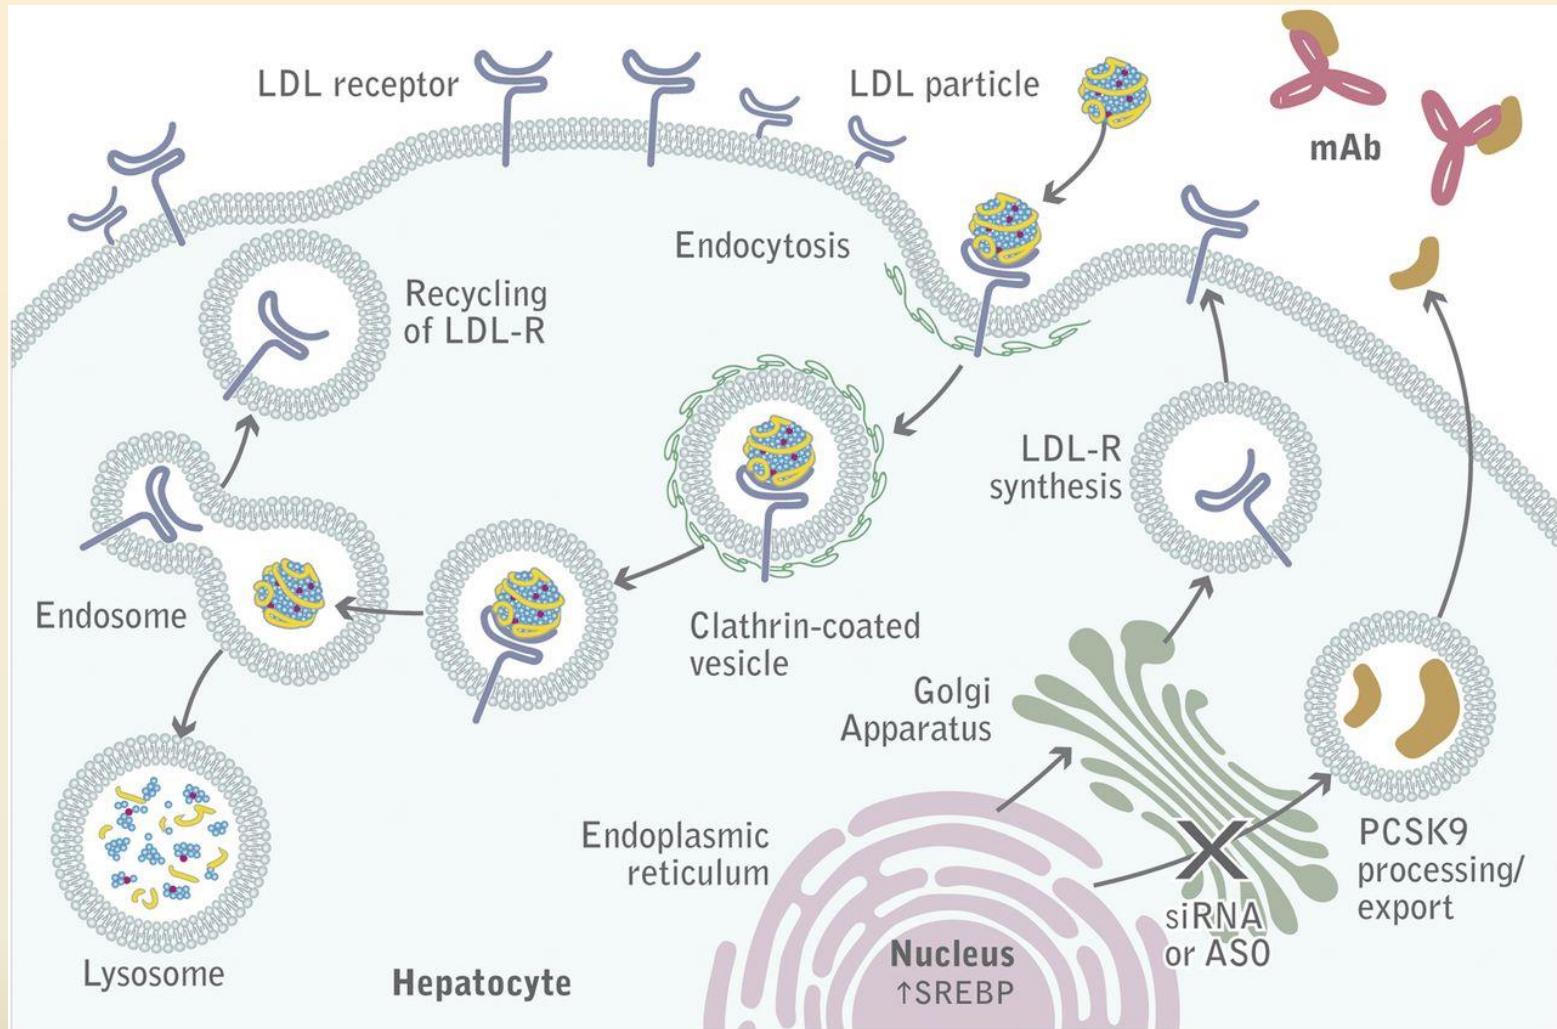 LDL receptor
LDL particle
mAb
Endocytosis
Recycling
of LDL-R
LDL-R
synthesis
Endosome
Clathrin-coated
vesicle
Golgi
Apparatus
Endoplasmic
reticulum
PCSK9
processing/
export
siRNA
or ASO
Lysosome
Hepatocyte
Nucleus
↑SREBP